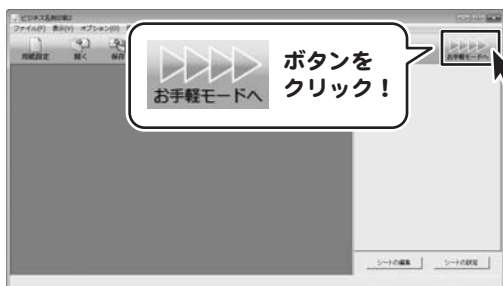 ビジネス名刺印刷2
ファイル(F) 表示(V) オプション(O)
用紙設定 開く 保存
お手軽モードへ
お手軽モードへ
ボタンを
クリック！
シートの編集 シートの設定